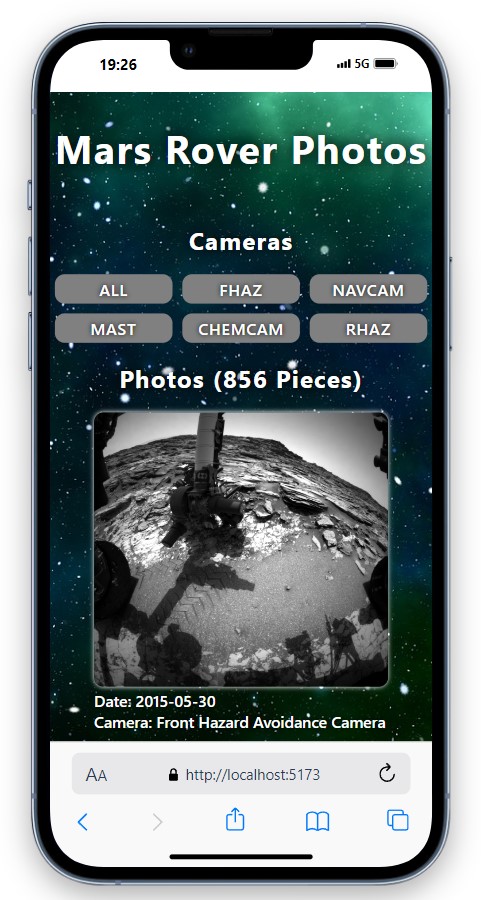 19:26 5G
Mars Rover Photos
Cameras
ALL FHAZ NAVCAM
MAST CHEMCAM RHAZ
Photos (856 Pieces)
Date: 2015-05-30
Camera: Front Hazard Avoidance Camera
AA http://localhost:5173